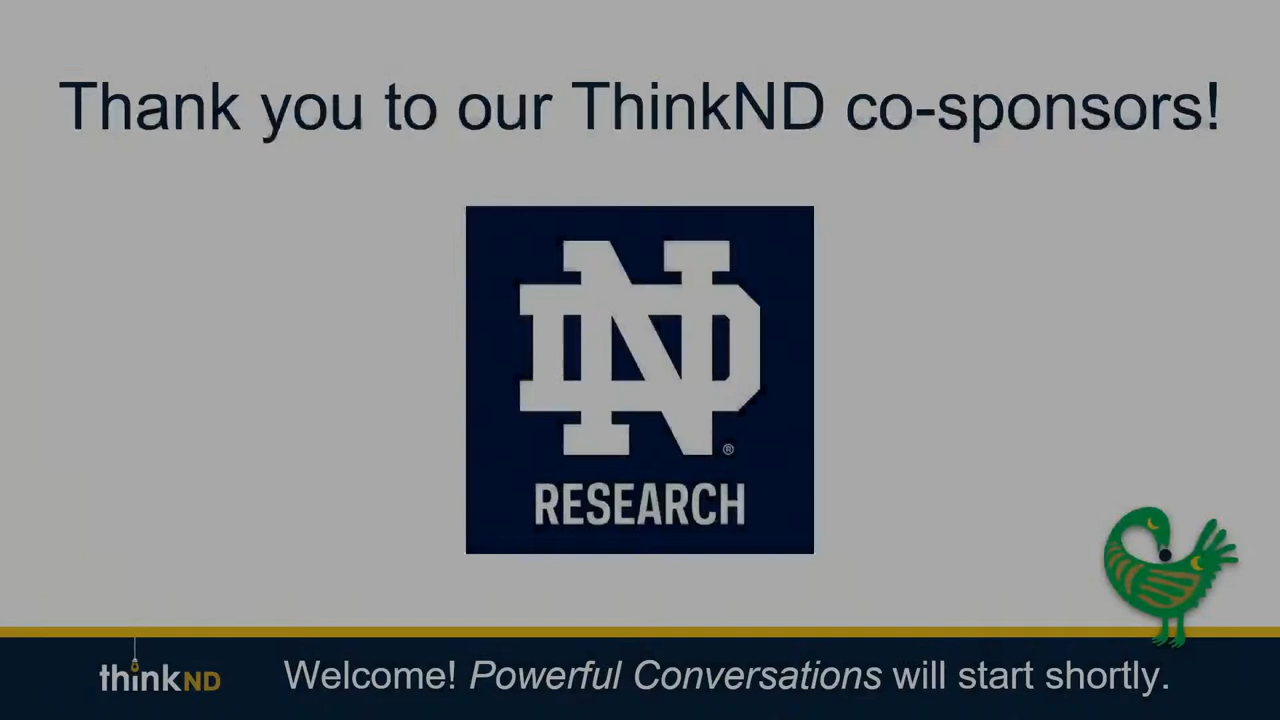 Thank you to our ThinkND co-sponsors!
ND
®
RESEARCH
thinkND
Welcome! Powerful Conversations will start shortly.